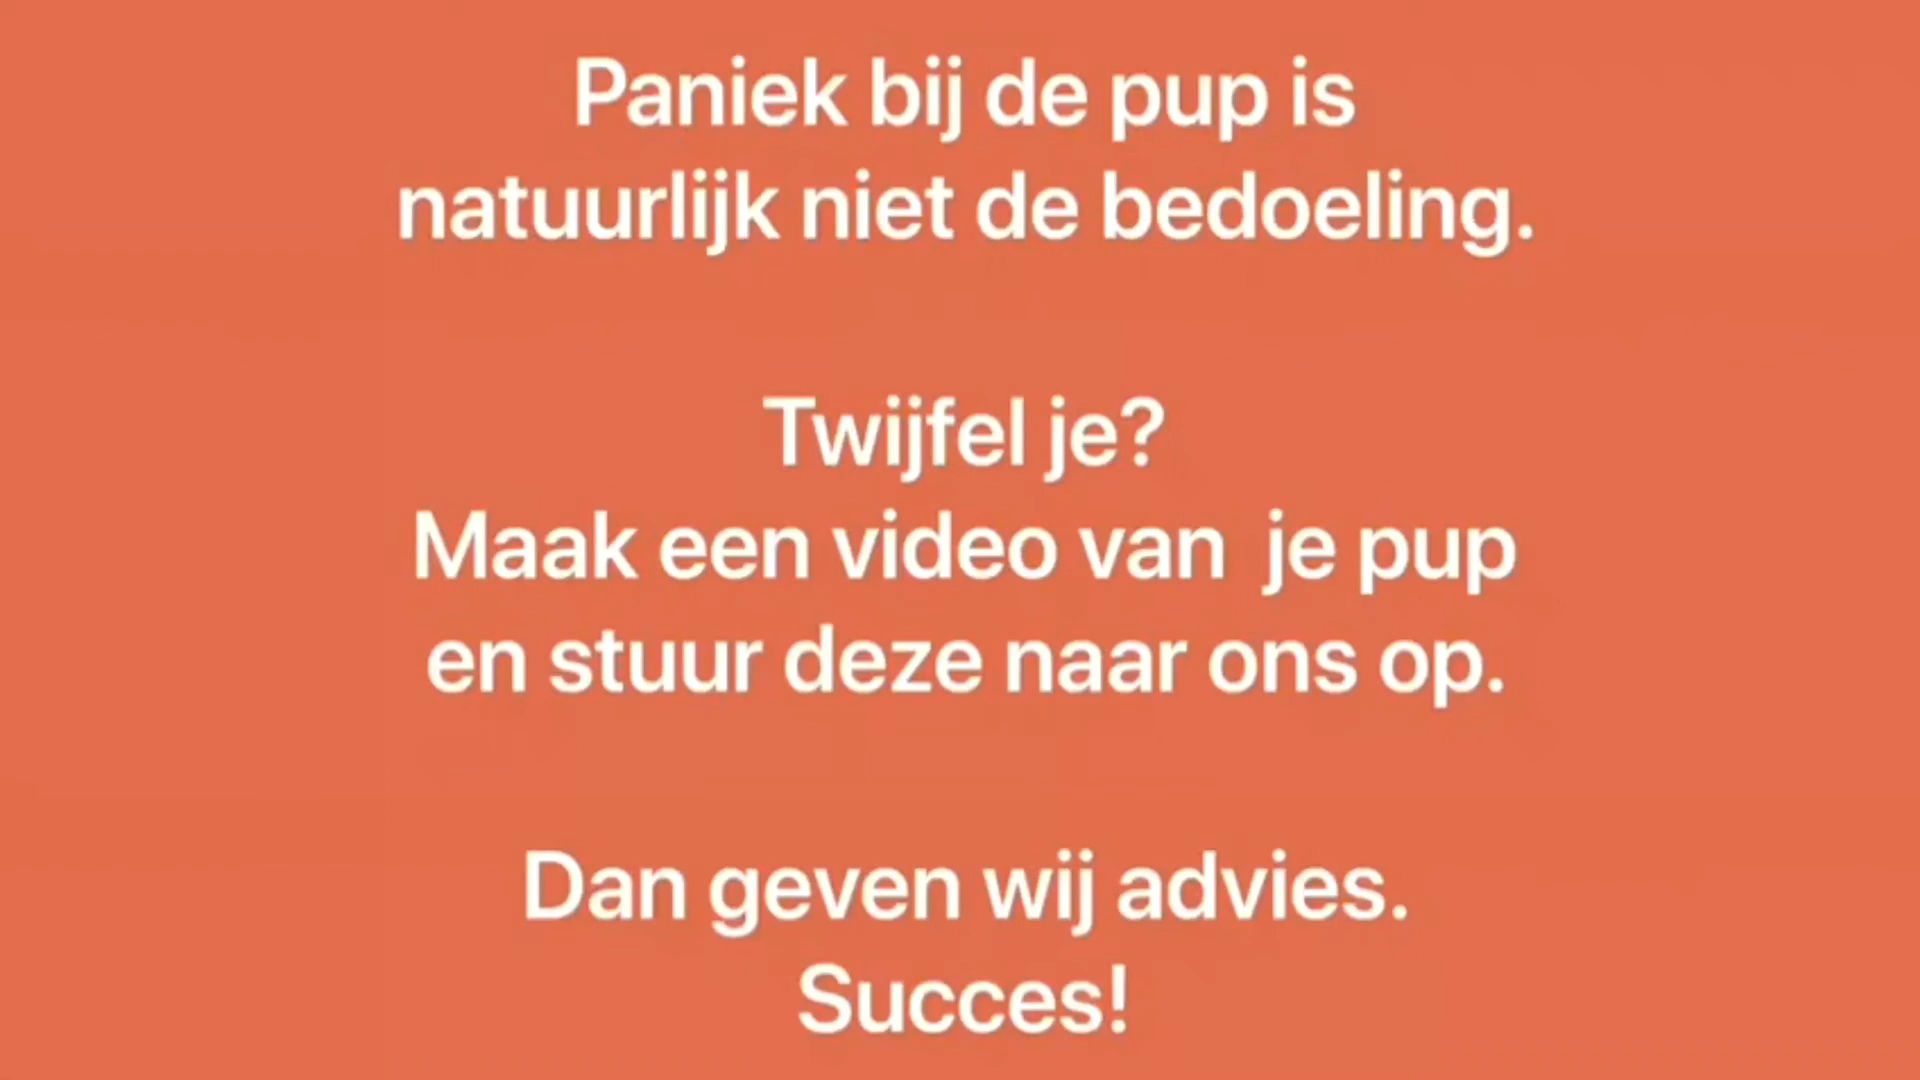 Paniek bij de pup is
natuurlijk niet de bedoeling.
Twijfel je?
Maak een video van  je pup
en stuur deze naar ons op.
Dan geven wij advies.
Succes!